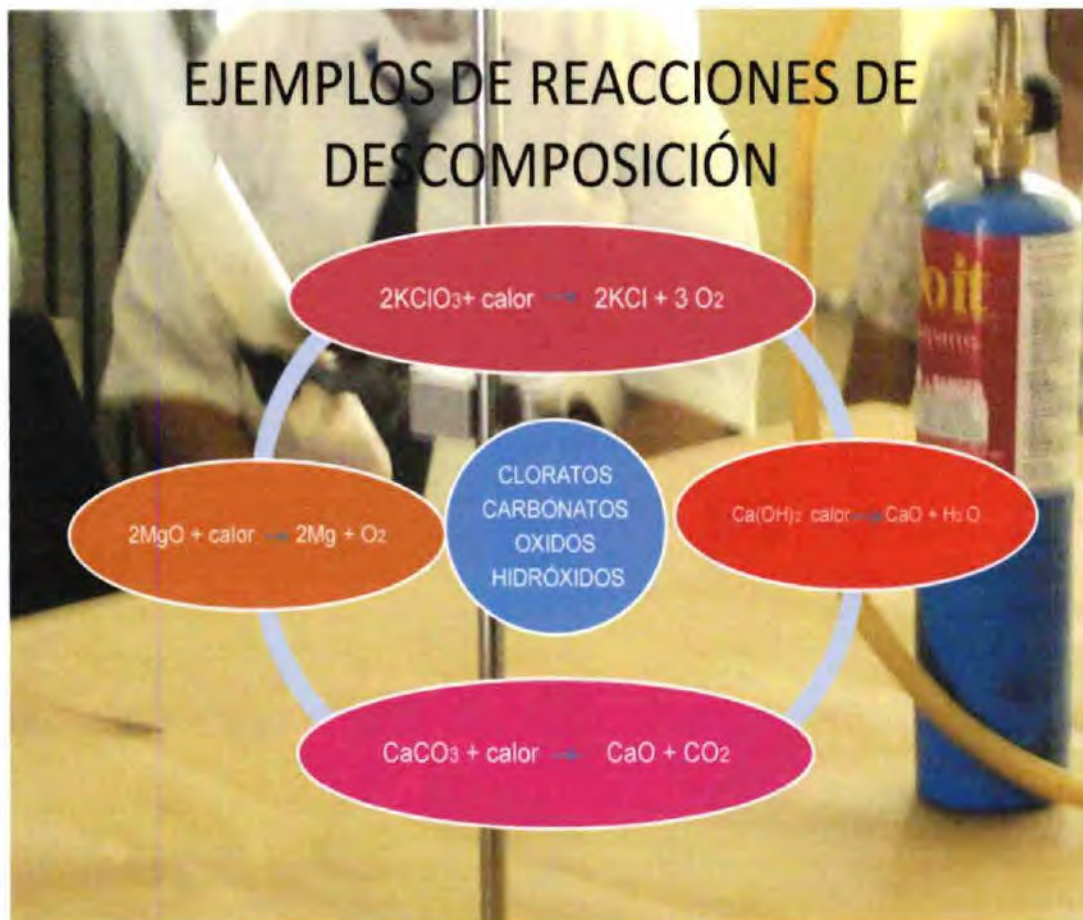 EJEMPLOS DE REACCIONES DE
DESCOMPOSICIÓN
2KClO₃+ calor → 2KCl + 3 O₂
2MgO + calor → 2Mg + O₂
CLORATOS
CARBONATOS
OXIDOS
HIDRÓXIDOS
Ca(OH)₂ calor → CaO + H₂ O
CaCO₃ + calor → CaO + CO₂